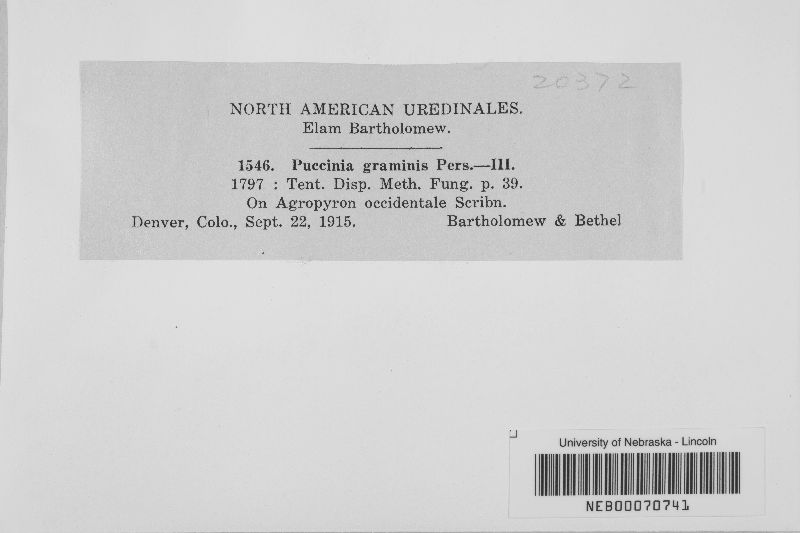 20372
NORTH AMERICAN UREDINALES.
Elam Bartholomew.
1546. Puccinia graminis Pers.—III.
1797 : Tent. Disp. Meth. Fung. p. 39.
On Agropyron occidentale Scribn.
Denver, Colo., Sept. 22, 1915. Bartholomew & Bethel
University of Nebraska - Lincoln
NEB00070741